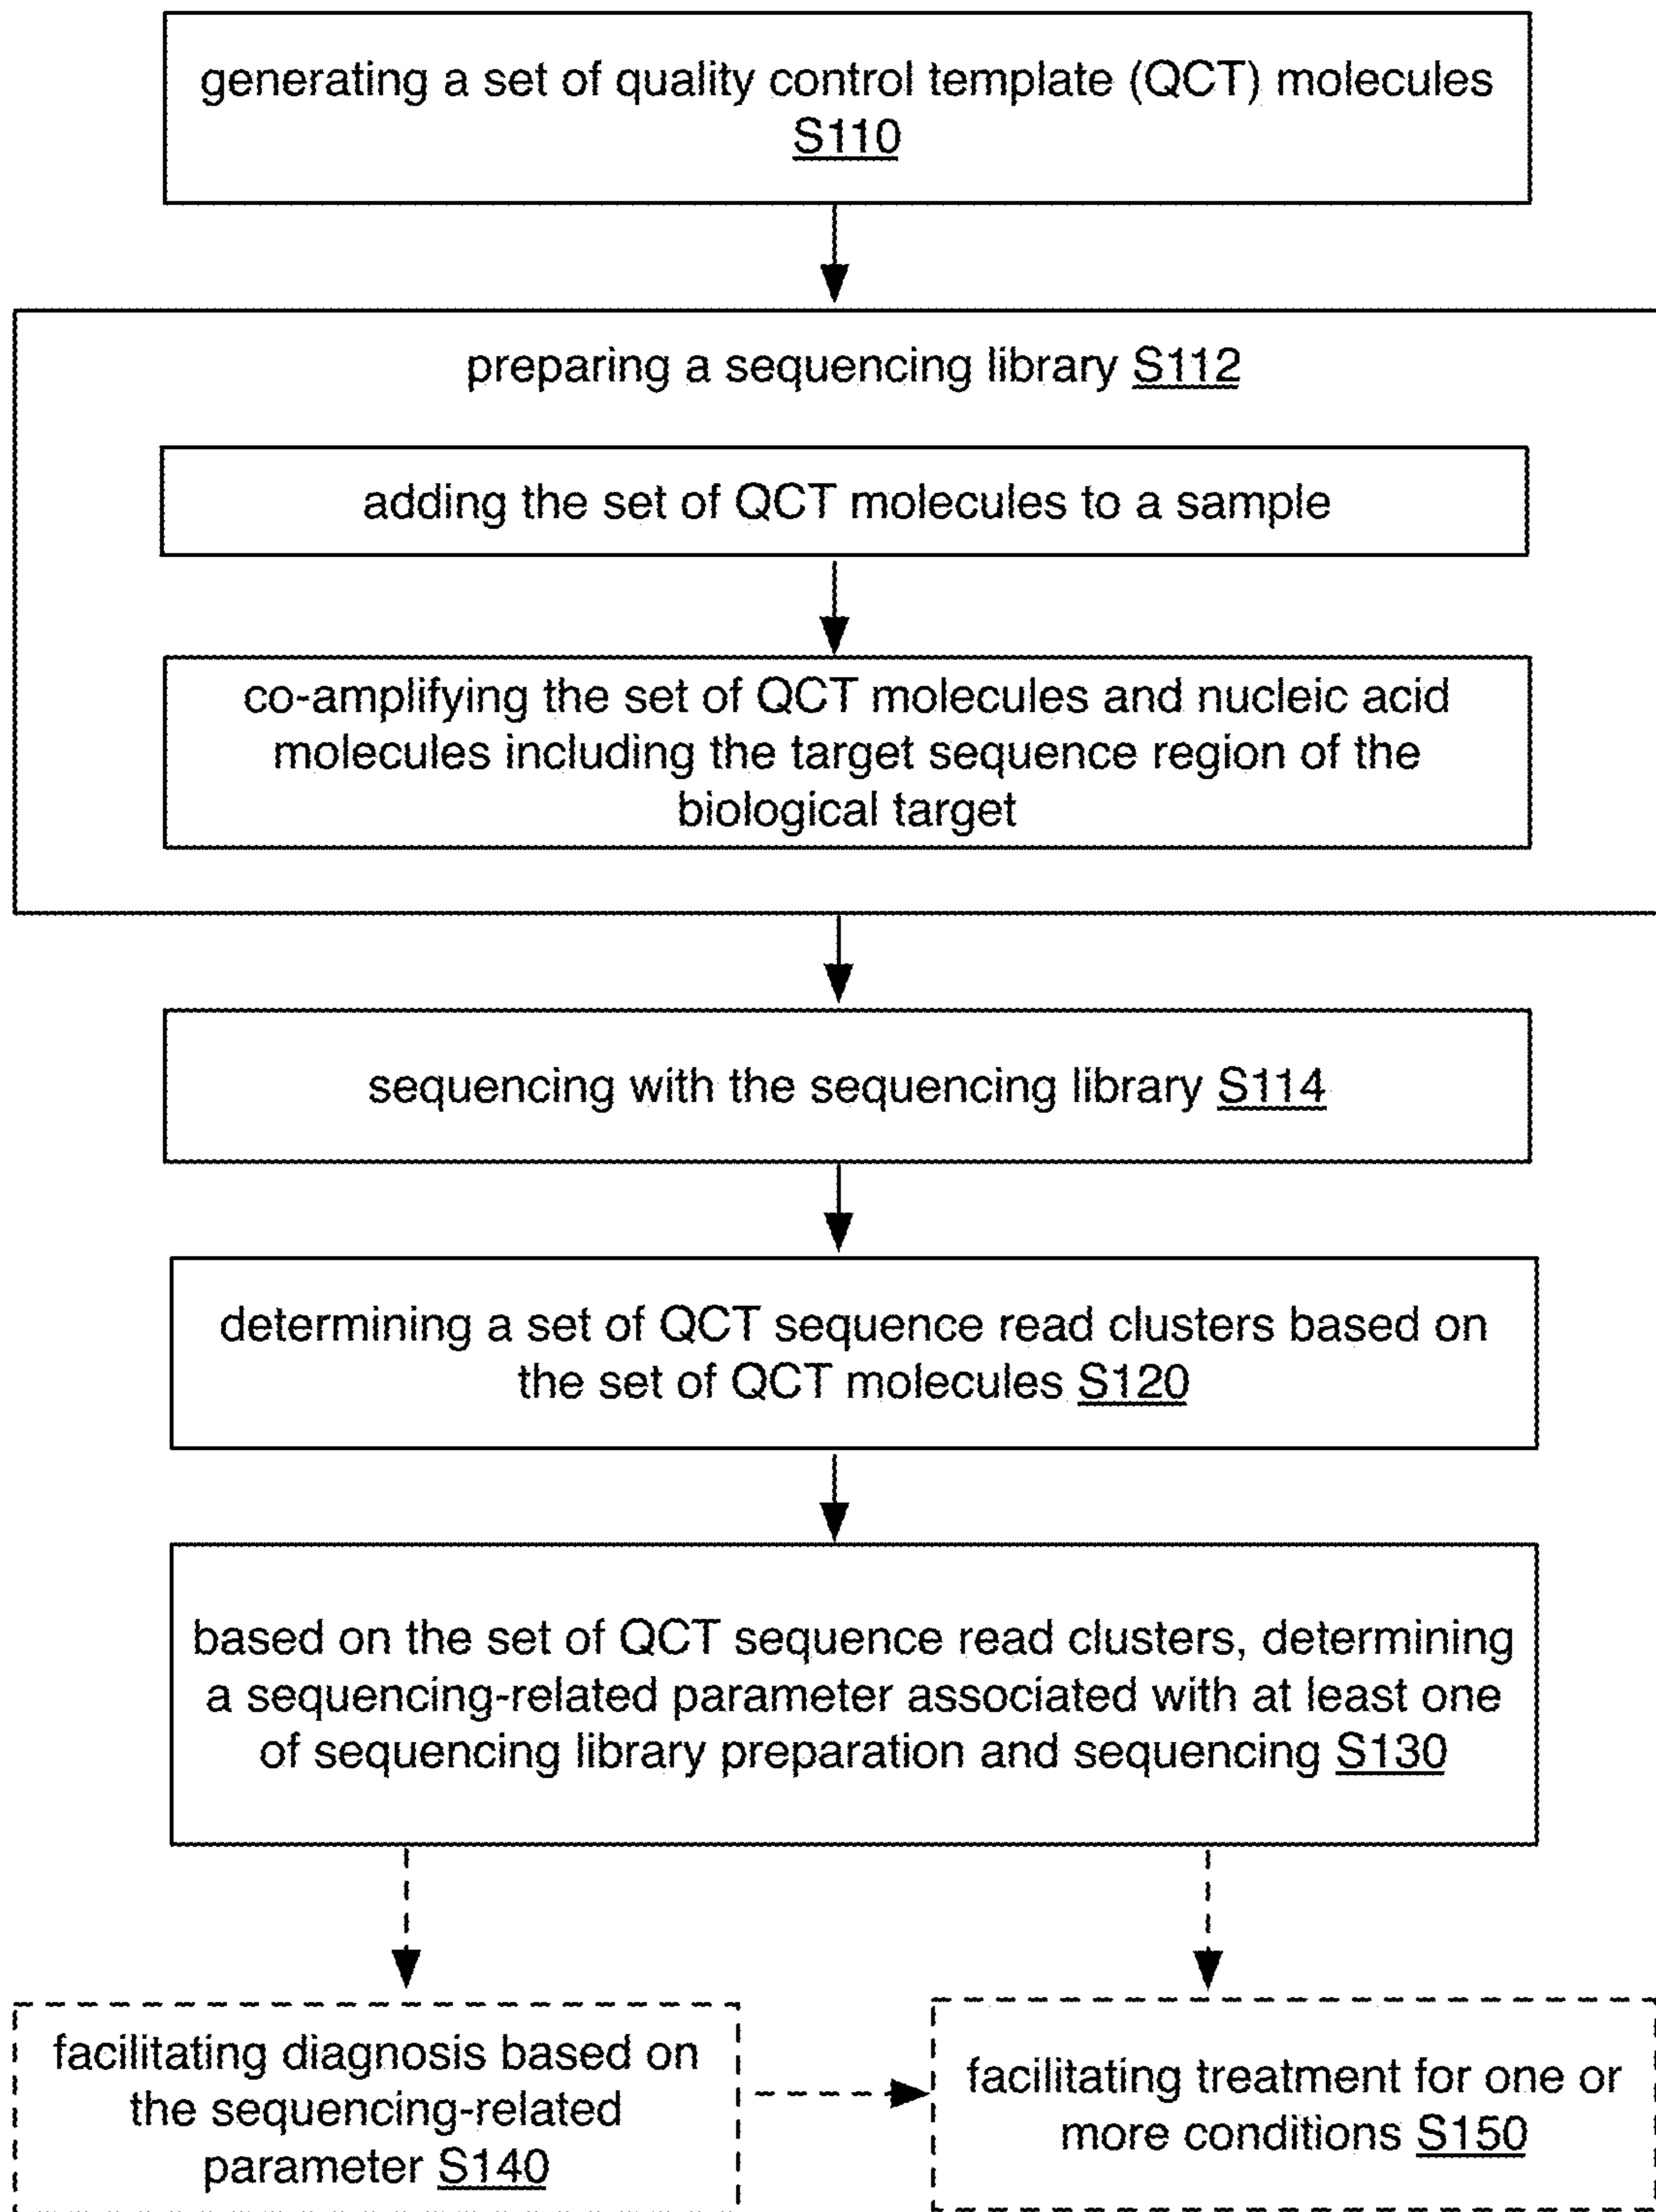 generating a set of quality control template (QCT) molecules
S110
preparing a sequencing library S112
adding the set of QCT molecules to a sample
co-amplifying the set of QCT molecules and nucleic acid
molecules including the target sequence region of the
biological target
sequencing with the sequencing library S114
determining a set of QCT sequence read clusters based on
the set of QCT molecules S120
based on the set of QCT sequence read clusters, determining
a sequencing-related parameter associated with at least one
of sequencing library preparation and sequencing S130
facilitating diagnosis based on
the sequencing-related
parameter S140
facilitating treatment for one or
more conditions S150